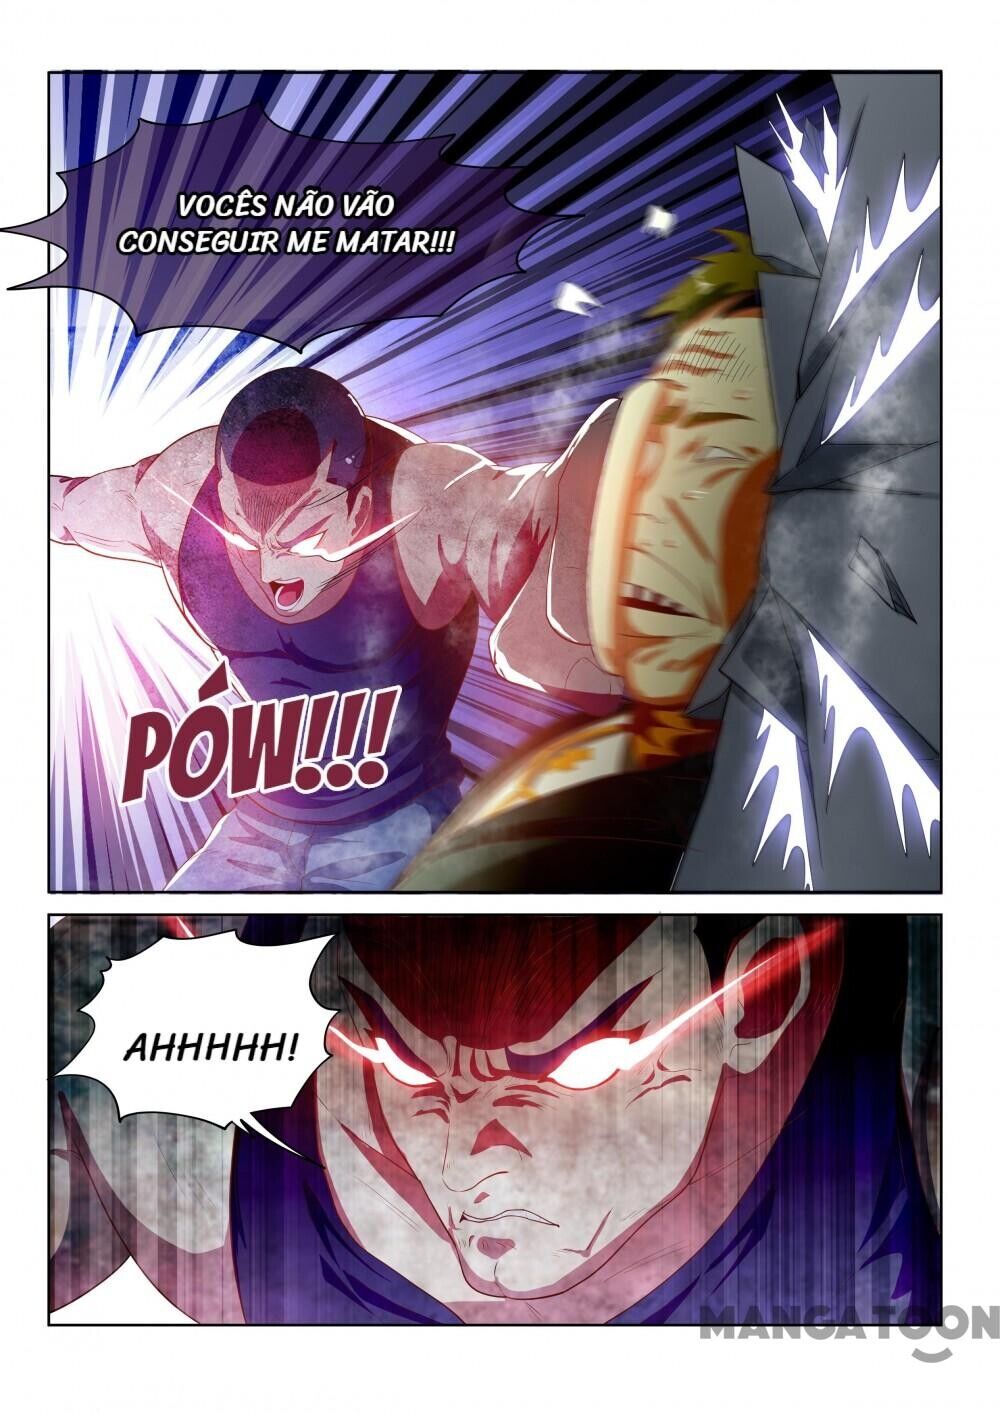 VOCÊS NÃO VÃO
CONSEGUIR ME MATAR!!!
PÓW!!!
AHHHHH!
MANGATOON